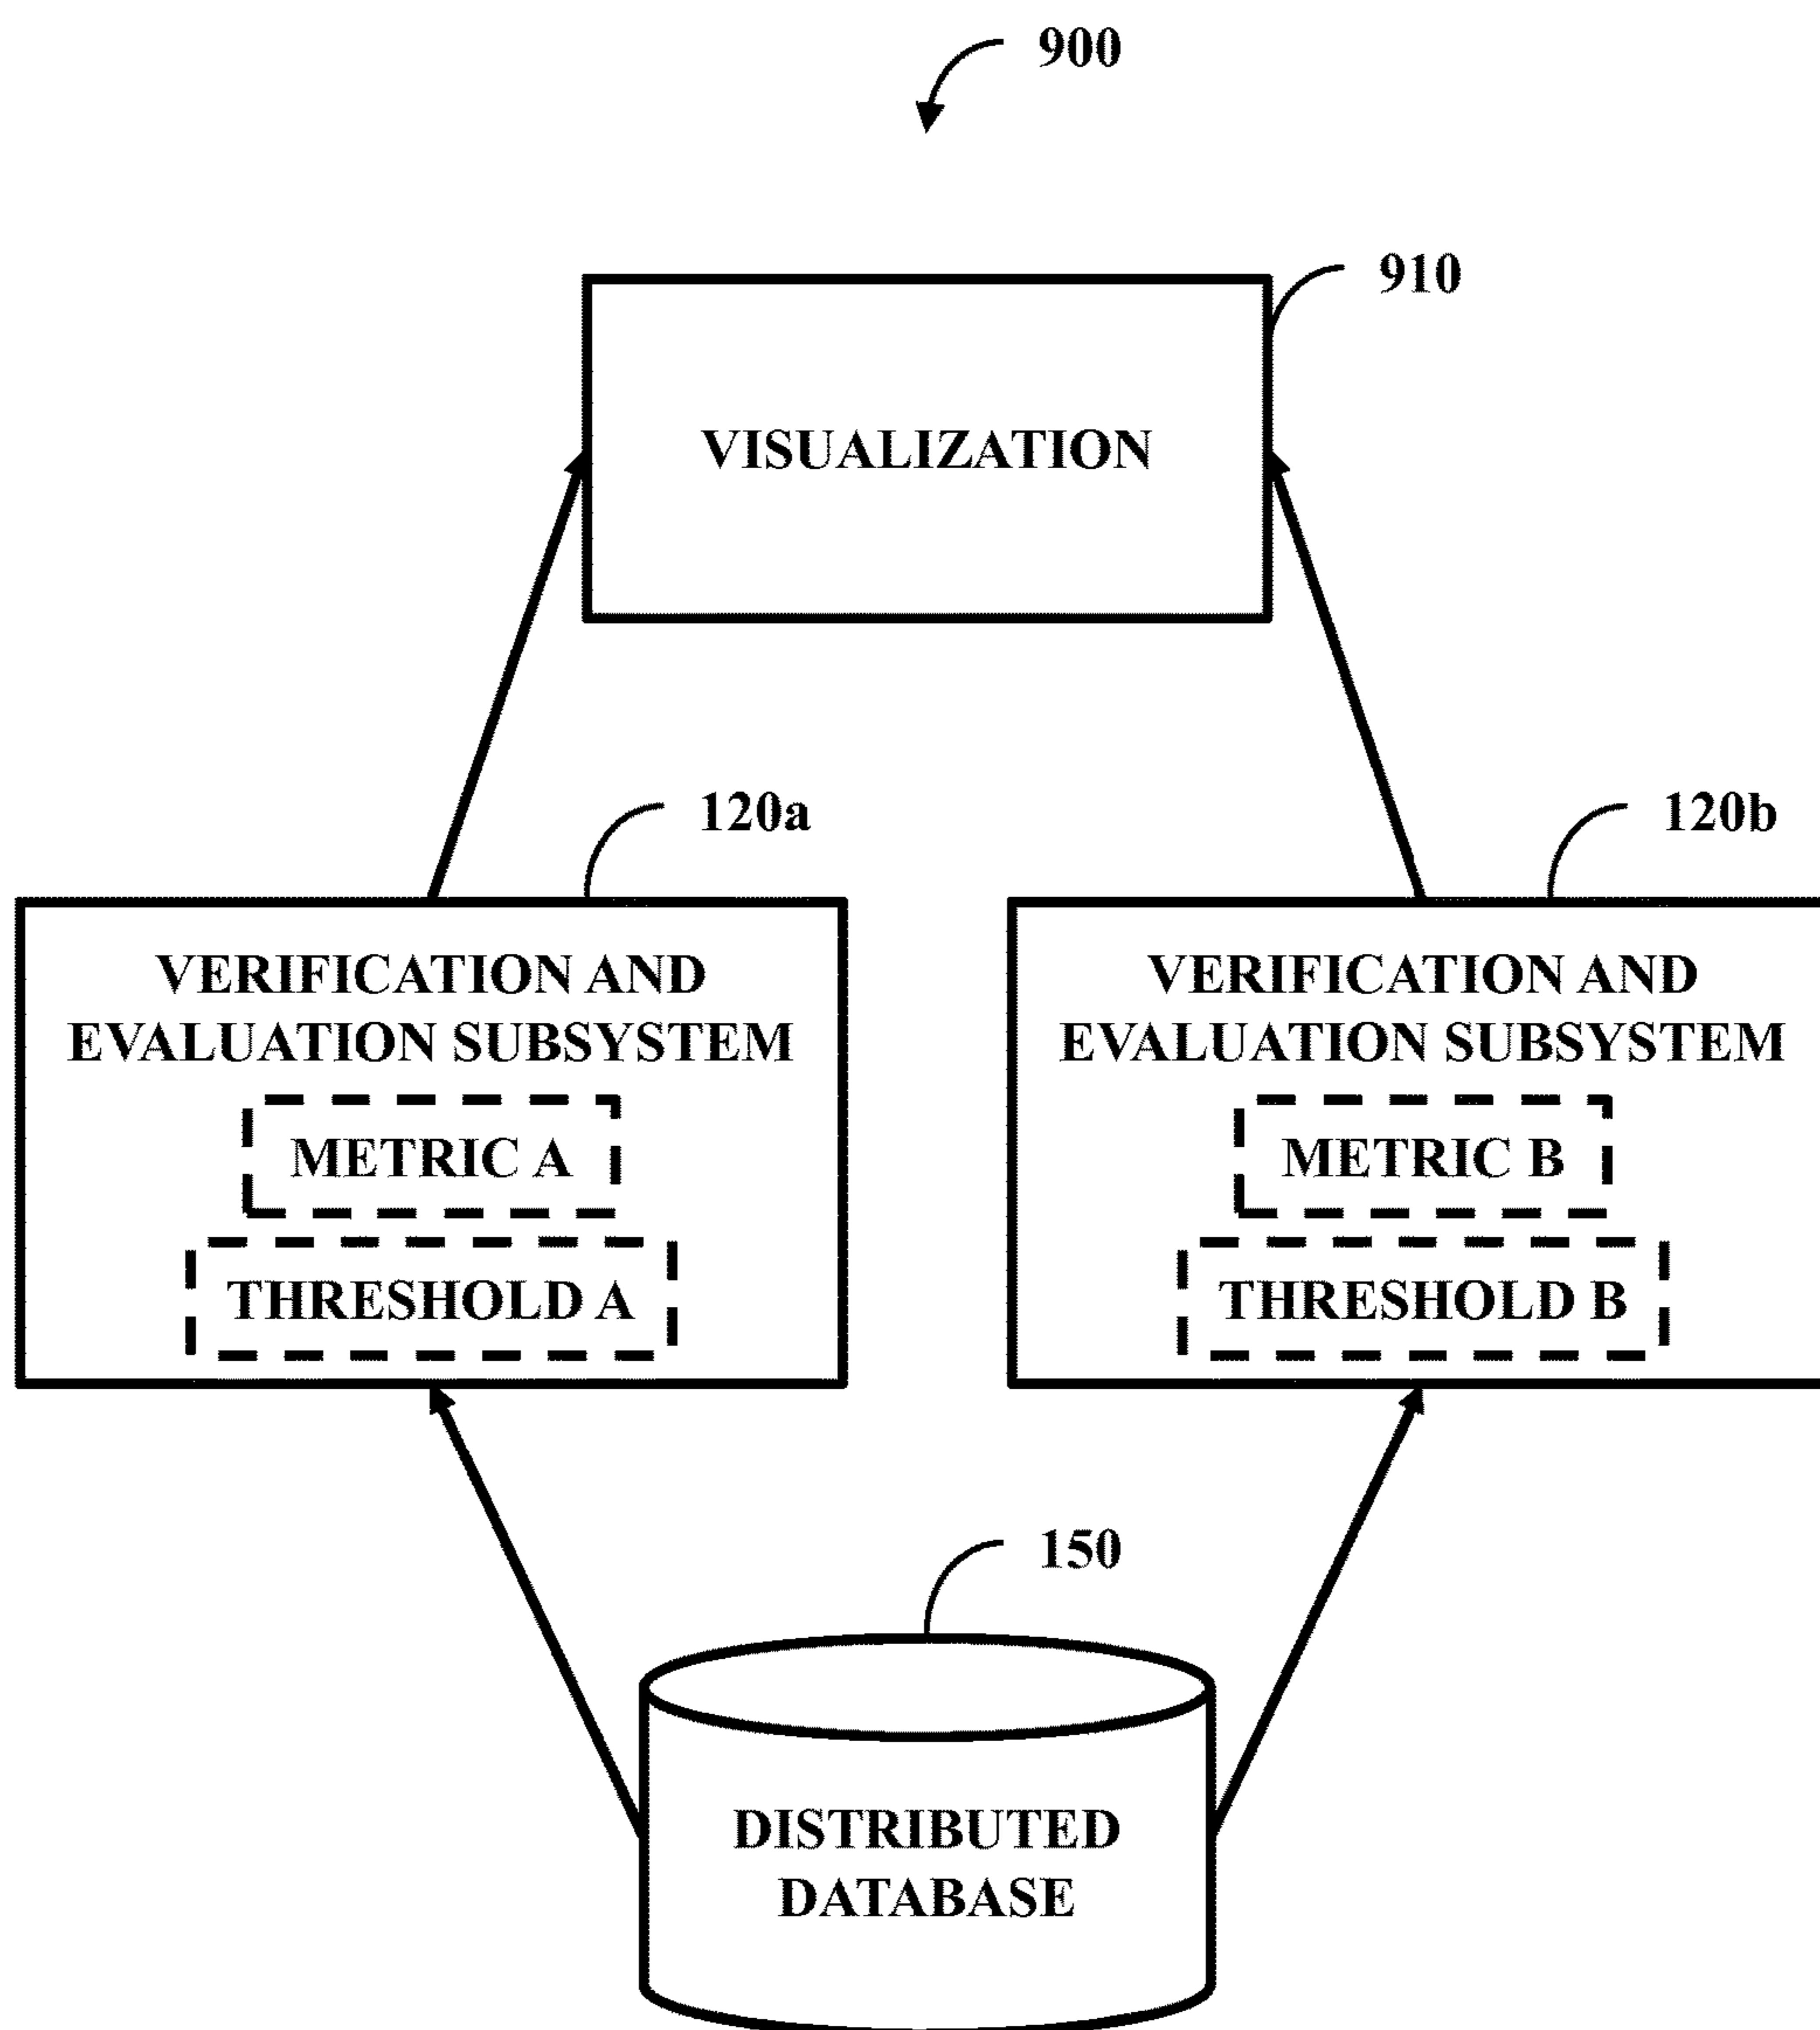 900
910
VISUALIZATION
120a
120b
VERIFICATION AND
EVALUATION SUBSYSTEM
METRIC A
THRESHOLD A
VERIFICATION AND
EVALUATION SUBSYSTEM
METRIC B
THRESHOLD B
150
DISTRIBUTED
DATABASE